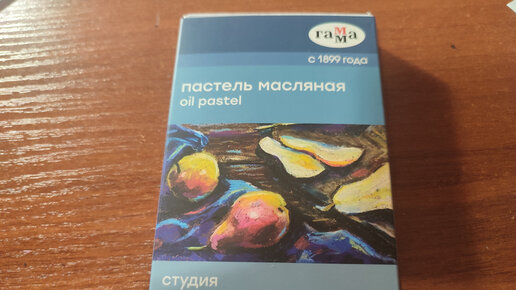 гамма
с 1899 года
пастель масляная
oil pastel
студия